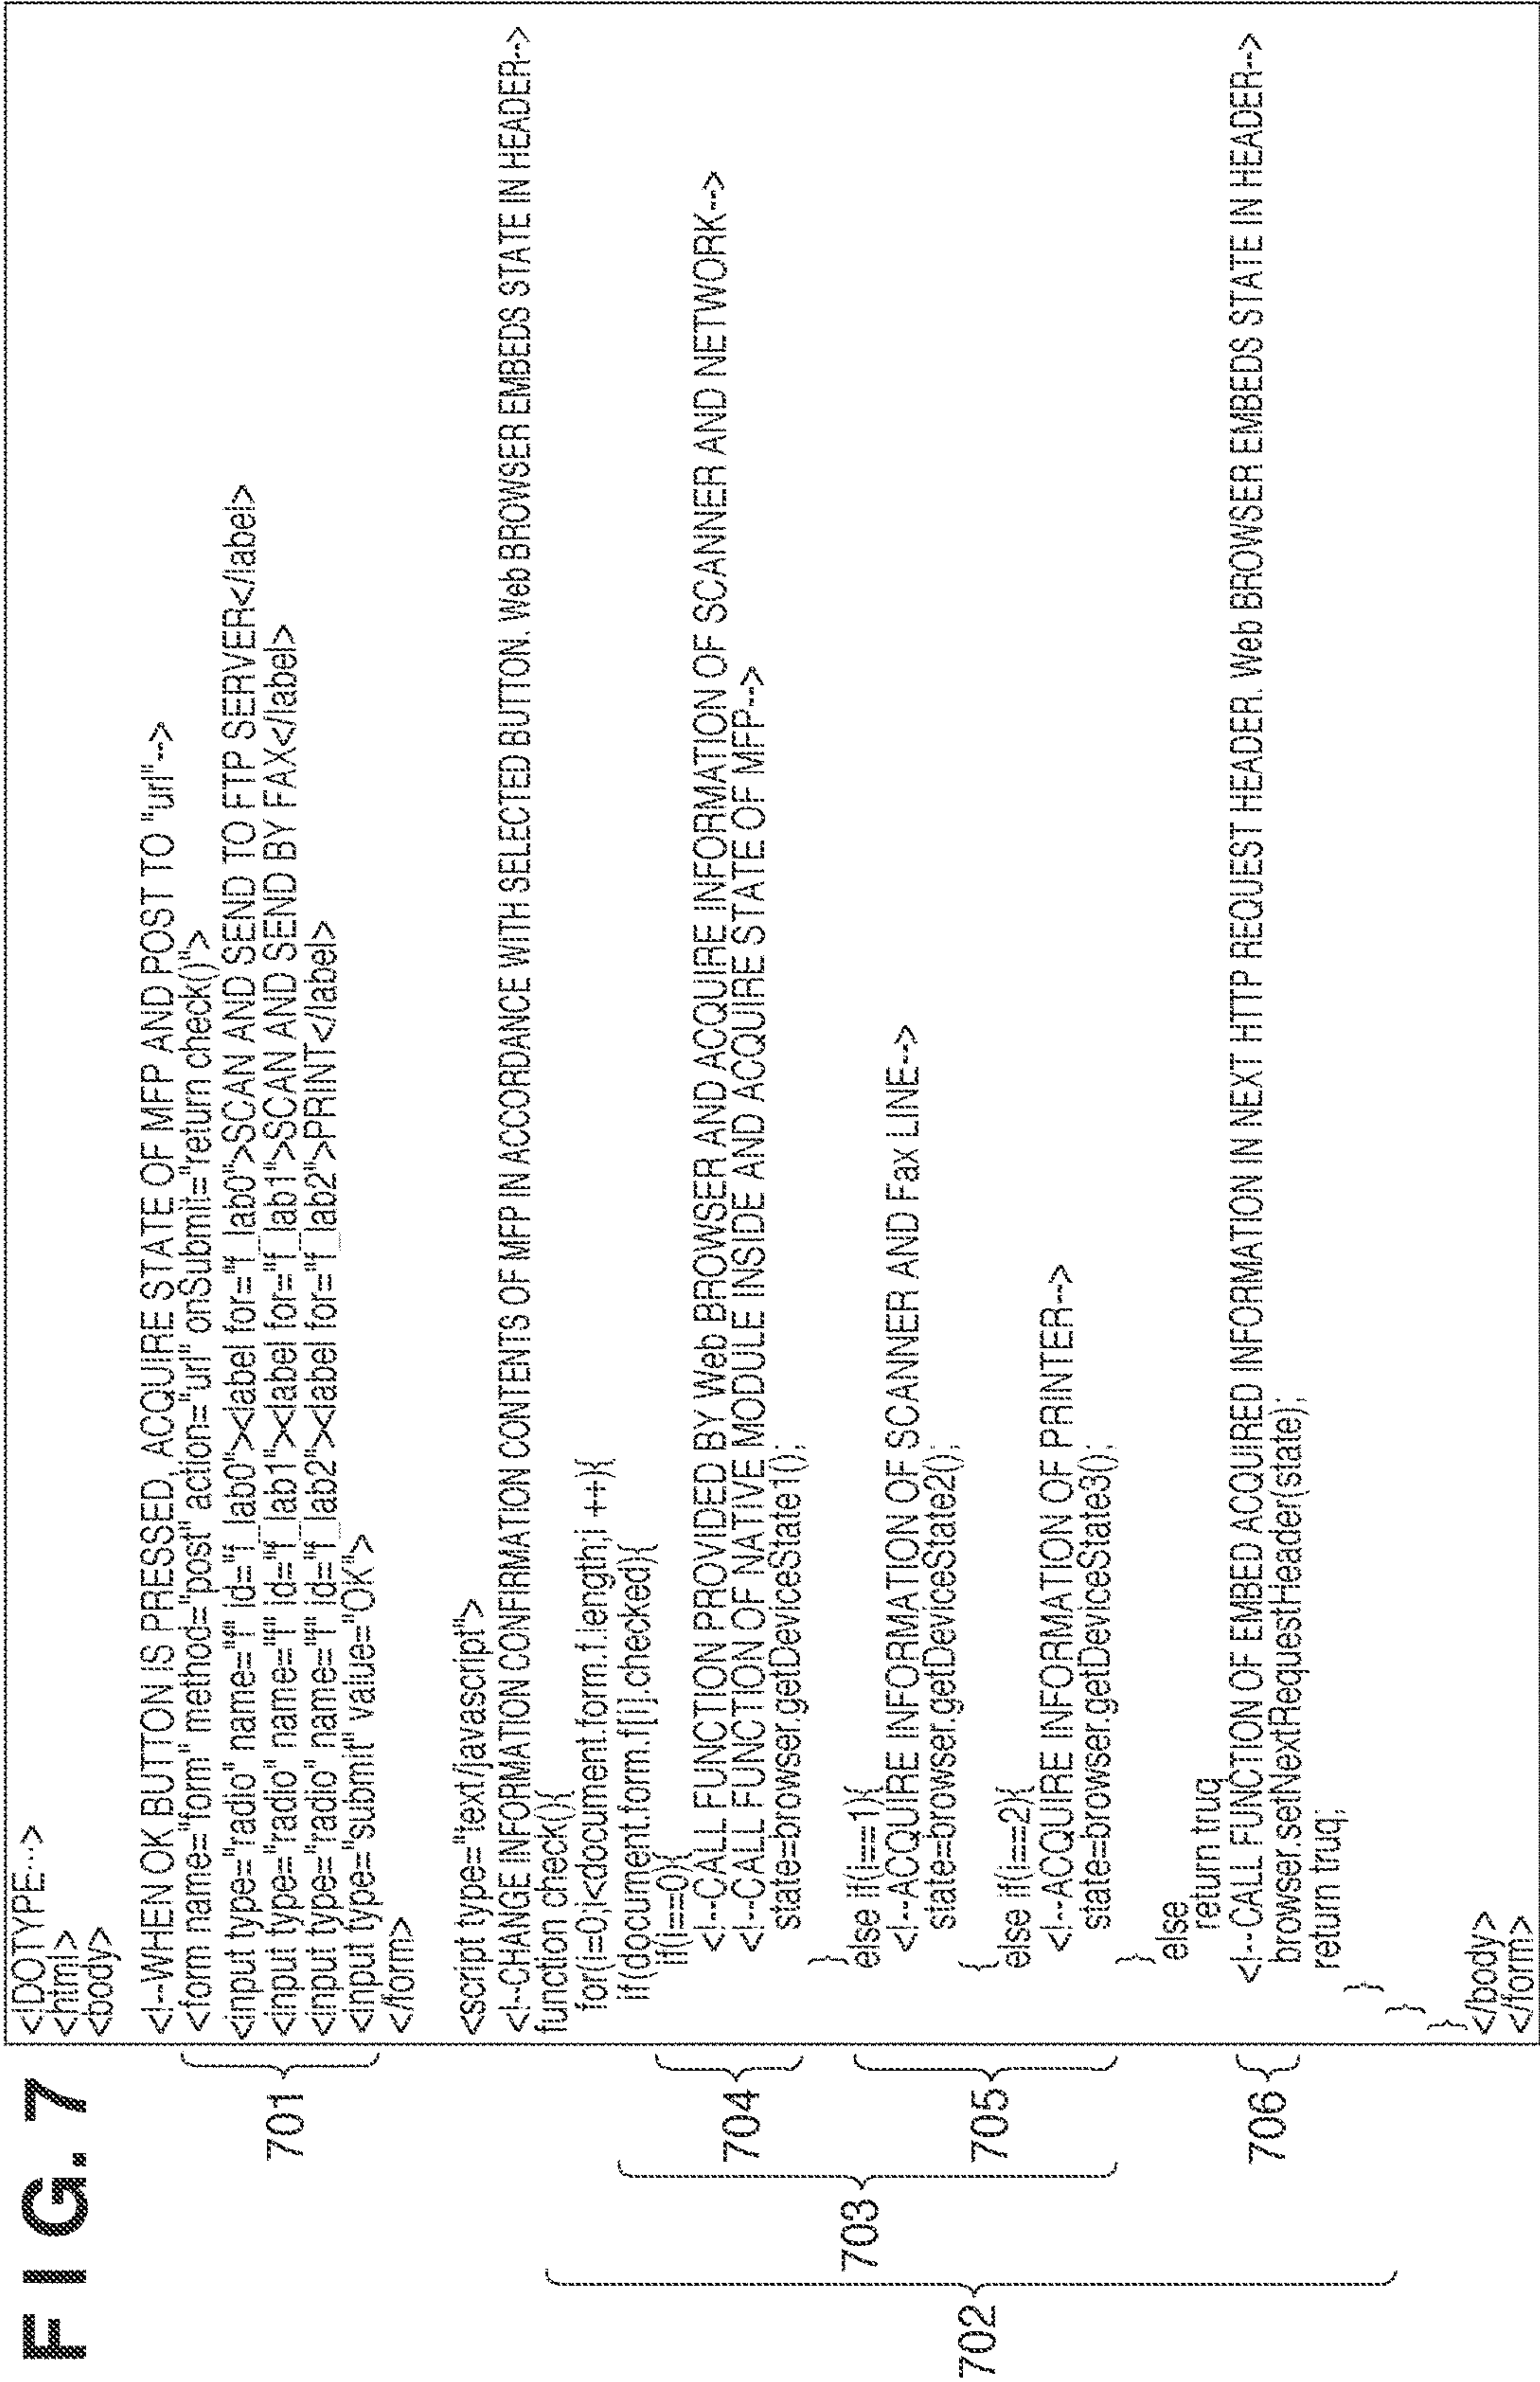 FIG. 7
<!DOTYPE...>
<html>
<body>
<!--WHEN OK BUTTON IS PRESSED, ACQUIRE STATE OF MFP AND POST TO "url"-->
<form name="form" method="post" action="url" onSubmit="return check()">
<input type="radio" name="f" id="f_lab0"><label for="f_lab0">SCAN AND SEND TO FTP SERVER</label>
<input type="radio" name="f" id="f_lab1"><label for="f_lab1">SCAN AND SEND BY FAX</label>
<input type="radio" name="f" id="f_lab2"><label for="f_lab2">PRINT</label>
<input type="submit" value="OK">
</form>
701
<script type="text/javascript">
<!--CHANGE INFORMATION CONFIRMATION CONTENTS OF MFP IN ACCORDANCE WITH SELECTED BUTTON. Web BROWSER EMBEDS STATE IN HEADER-->
function check(){
for(i=0;i<document.form.f.length;i ++){
if(document.form.f[i].checked){
if(i==0){
<!--CALL FUNCTION PROVIDED BY Web BROWSER AND ACQUIRE INFORMATION OF SCANNER AND NETWORK-->
<!--CALL FUNCTION OF NATIVE MODULE INSIDE AND ACQUIRE STATE OF MFP-->
state=browser.getDeviceState1();
}
704
else if(i==1){
<!--ACQUIRE INFORMATION OF SCANNER AND Fax LINE-->
state=browser.getDeviceState2();
{
else if(i==2){
<!--ACQUIRE INFORMATION OF PRINTER-->
state=browser.getDeviceState3();
}
705
703
else
return truq
<!--CALL FUNCTION OF EMBED ACQUIRED INFORMATION IN NEXT HTTP REQUEST HEADER. Web BROWSER EMBEDS STATE IN HEADER-->
browser.setNextRequestHeader(state);
706
return truq;
}
}
}
702
</body>
</form>